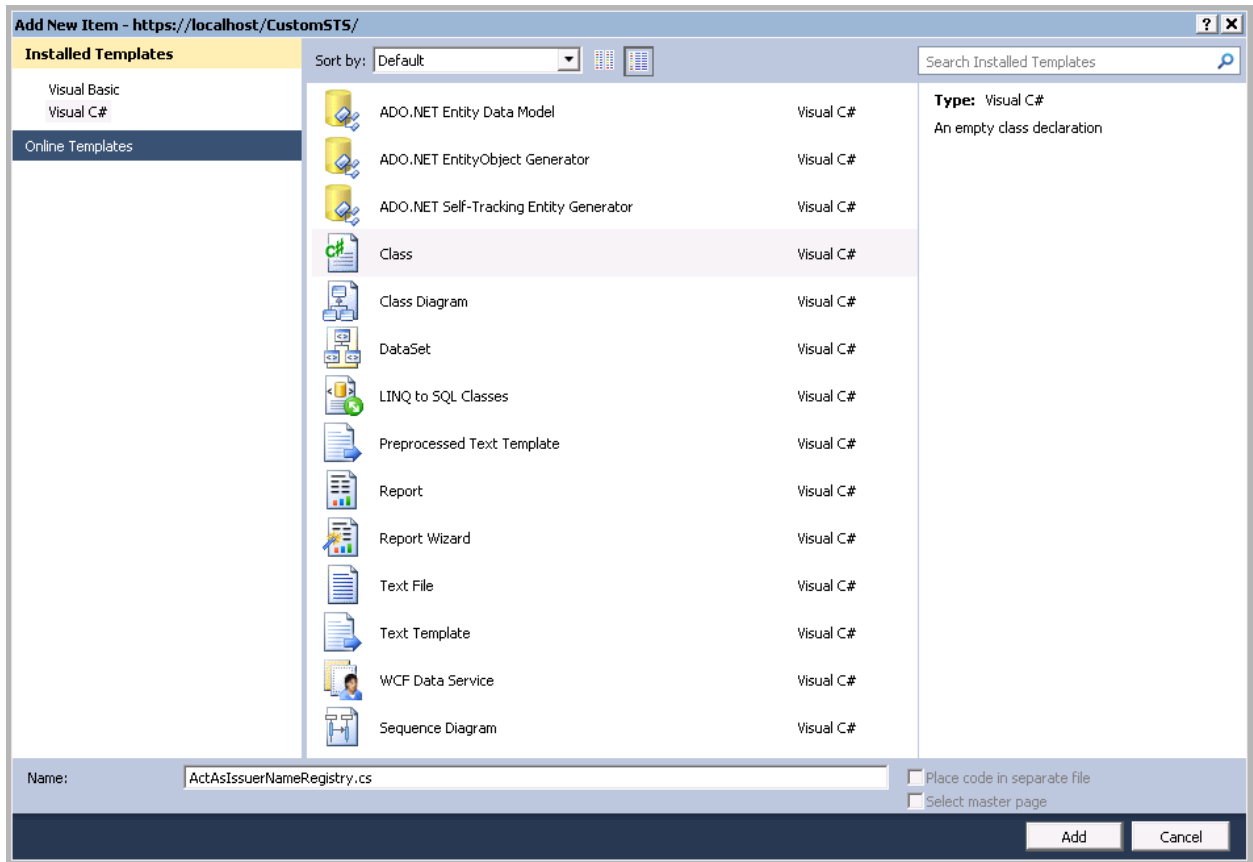 Add New Item - https://localhost/CustomSTS/
? X
Installed Templates
Sort by: Default
Search Installed Templates
Visual Basic
Visual C#
Online Templates
ADO.NET Entity Data Model Visual C#
ADO.NET EntityObject Generator Visual C#
ADO.NET Self-Tracking Entity Generator Visual C#
Class Visual C#
Class Diagram Visual C#
DataSet Visual C#
LINQ to SQL Classes Visual C#
Preprocessed Text Template Visual C#
Report Visual C#
Report Wizard Visual C#
Text File Visual C#
Text Template Visual C#
WCF Data Service Visual C#
Sequence Diagram Visual C#
Type: Visual C#
An empty class declaration
Name: ActAsIssuerNameRegistry.cs
Place code in separate file
Select master page
Add Cancel